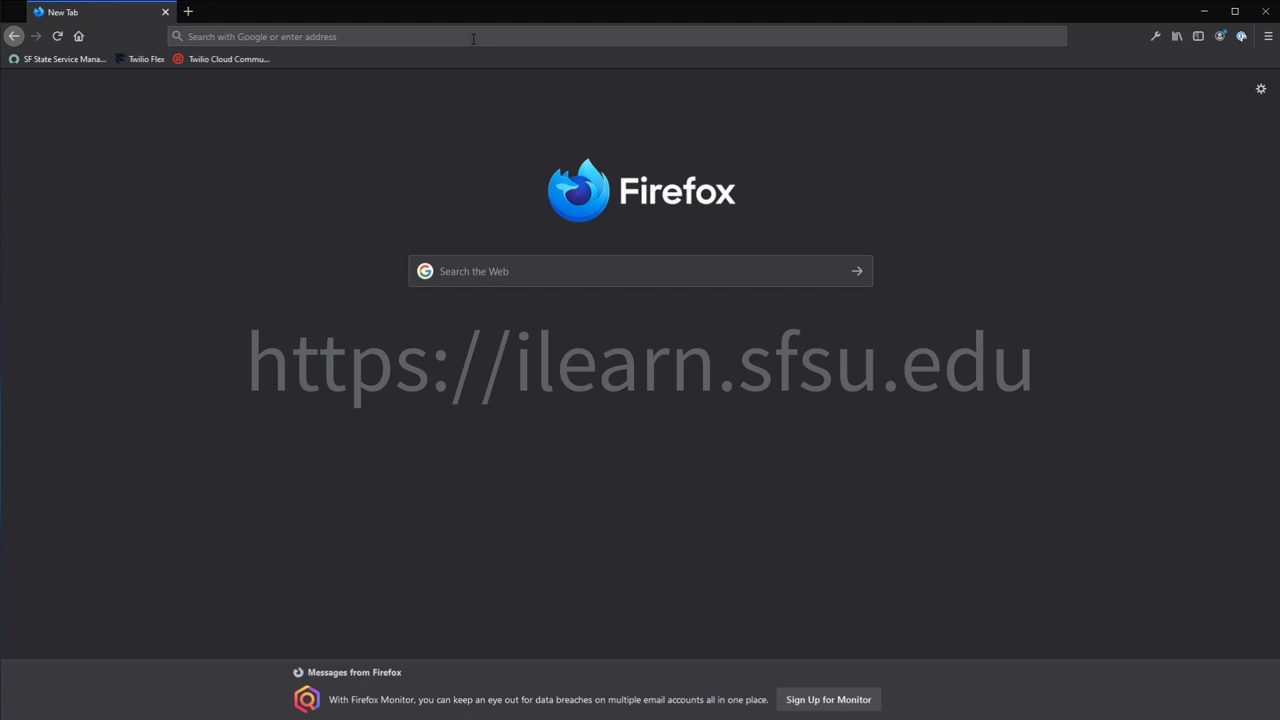 New Tab
Search with Google or enter address
SF State Service Mana...
Twilio Flex
Twilio Cloud Commu...
Firefox
Search the Web
https://ilearn.sfsu.edu
Messages from Firefox
With Firefox Monitor, you can keep an eye out for data breaches on multiple email accounts all in one place.
Sign Up for Monitor